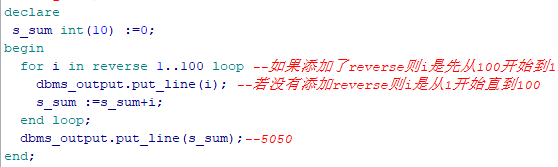 declare
s_sum int(10) :=0;
begin
for i in reverse 1..100 loop --如果添加了reverse则i是先从100开始到1
dbms_output.put_line(i); --若没有添加reverse则i是从1开始直到100
s_sum :=s_sum+i;
end loop;
dbms_output.put_line(s_sum);--5050
end;